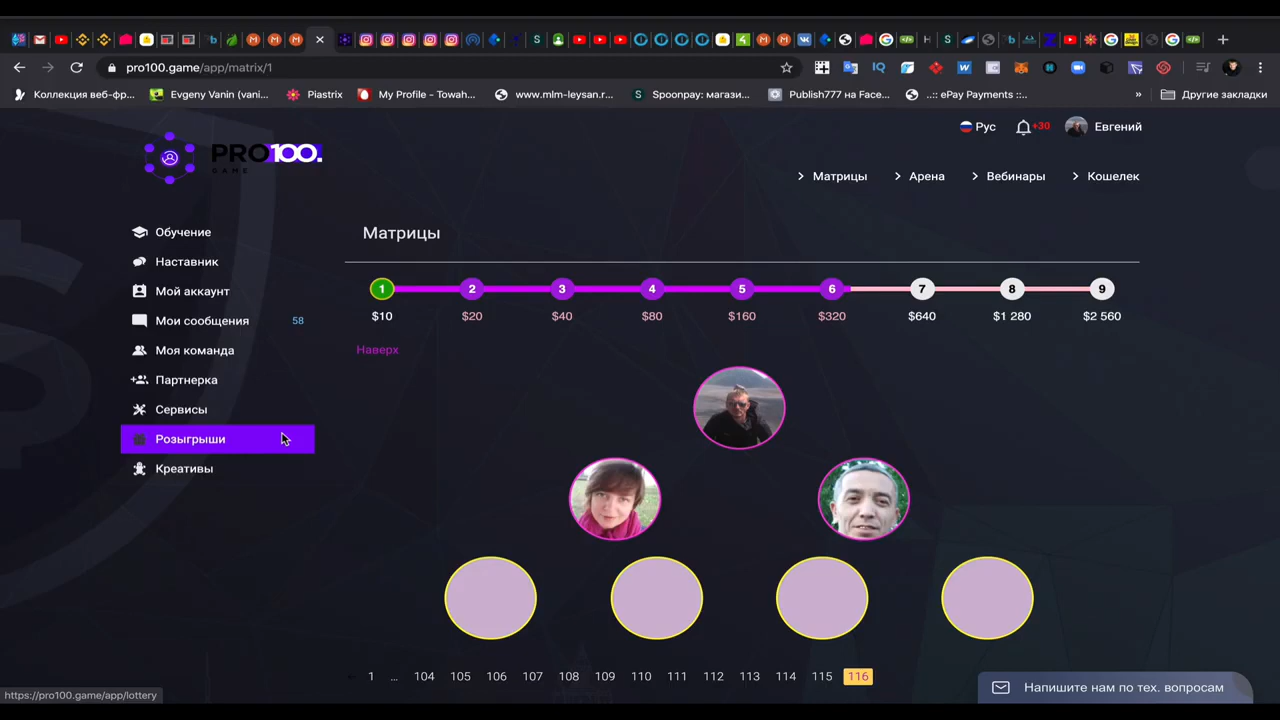 pro100.game/app/matrix/1
Коллекция веб-фр...
Evgeny Vanin (vani...
Piastrix
My Profile - Towah...
www.mlm-leysan.r...
Spoonpay: магази...
Publish777 на Face...
..:: ePay Payments ::..
»
Другие закладки
PRO100.
GAME
Рус
+30
Евгений
Матрицы
Арена
Вебинары
Кошелек
Обучение
Наставник
Мой аккаунт
Мои сообщения 58
Моя команда
Партнерка
Сервисы
Розыгрыши
Креативы
Матрицы
1 2 3 4 5 6 7 8 9
$10 $20 $40 $80 $160 $320 $640 $1 280 $2 560
Наверх
1 ... 104 105 106 107 108 109 110 111 112 113 114 115 116
https://pro100.game/app/lottery
Напишите нам по тех. вопросам